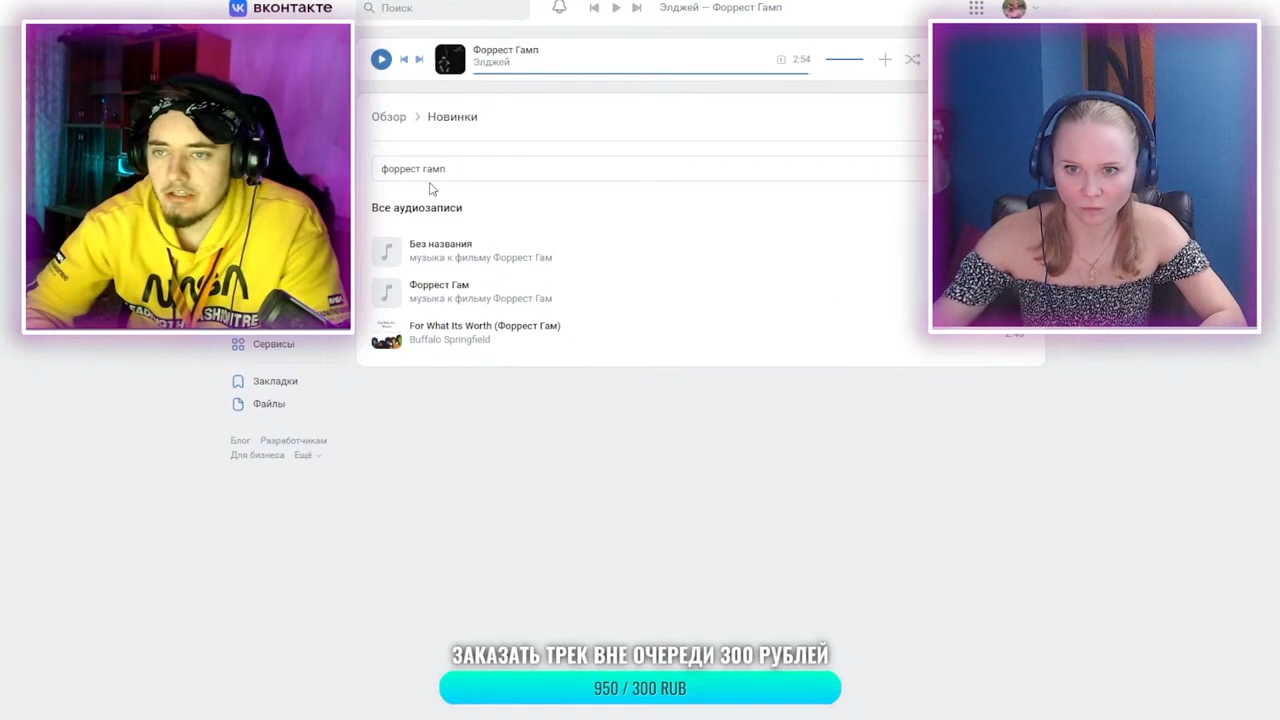 вконтакте
Поиск
Элджей — Форрест Гамп
Форрест Гамп
Элджей
2:54
Обзор
Новинки
форрест гамп
Все аудиозаписи
Без названия
музыка к фильму Форрест Гам
Форрест Гам
музыка к фильму Форрест Гам
For What Its Worth (Форрест Гам)
Buffalo Springfield
Сервисы
Закладки
Файлы
Блог Разработчикам
Для бизнеса Ещё
NASA
ЗАКАЗАТЬ ТРЕК ВНЕ ОЧЕРЕДИ 300 РУБЛЕЙ
950 / 300 RUB